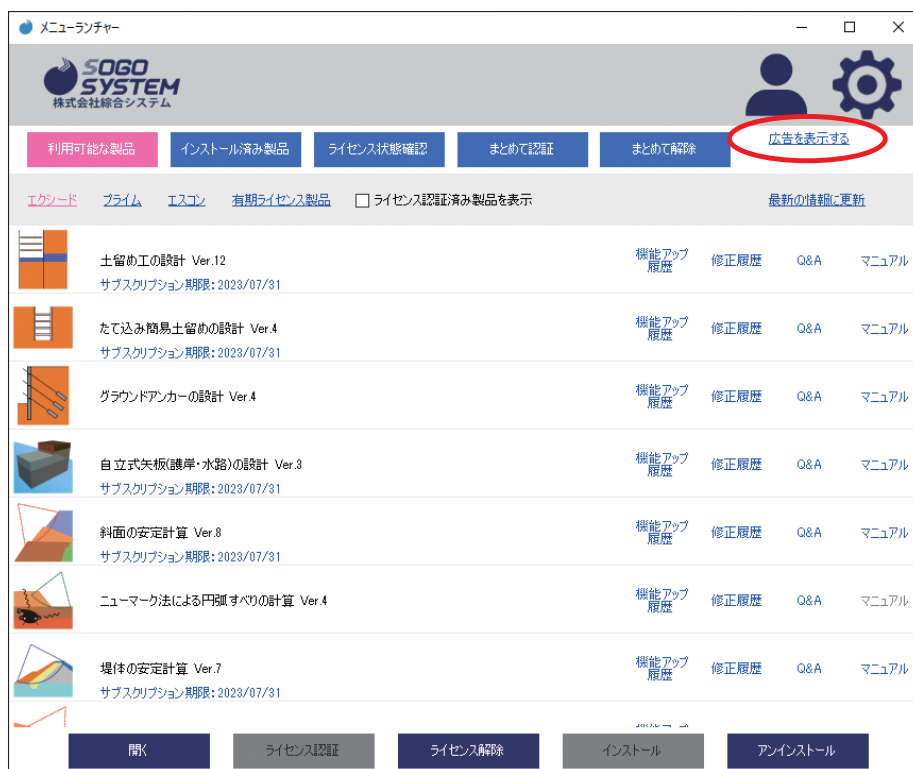 メニューランチャー
SOGO
SYSTEM
株式会社綜合システム
利用可能な製品 インストール済み製品 ライセンス状態確認 まとめて認証 まとめて解除 広告を表示する
エクシード プライム エスコン 有期ライセンス製品 ライセンス認証済み製品を表示 最新の情報に更新
土留め工の設計 Ver.12 機能アップ 修正履歴 Q&A マニュアル
履歴
サブスクリプション期限:2023/07/31
たて込み簡易土留めの設計 Ver.4 機能アップ 修正履歴 Q&A マニュアル
履歴
サブスクリプション期限:2023/07/31
グラウンドアンカーの設計 Ver.4 機能アップ 修正履歴 Q&A マニュアル
履歴
自立式矢板(護岸・水路)の設計 Ver.3 機能アップ 修正履歴 Q&A マニュアル
履歴
サブスクリプション期限:2023/07/31
斜面の安定計算 Ver.8 機能アップ 修正履歴 Q&A マニュアル
履歴
サブスクリプション期限:2023/07/31
ニューマーク法による円弧すべりの計算 Ver.4 機能アップ 修正履歴 Q&A マニュアル
履歴
堤体の安定計算 Ver.7 機能アップ 修正履歴 Q&A マニュアル
履歴
サブスクリプション期限:2023/07/31
開く ライセンス認証 ライセンス解除 インストール アンインストール